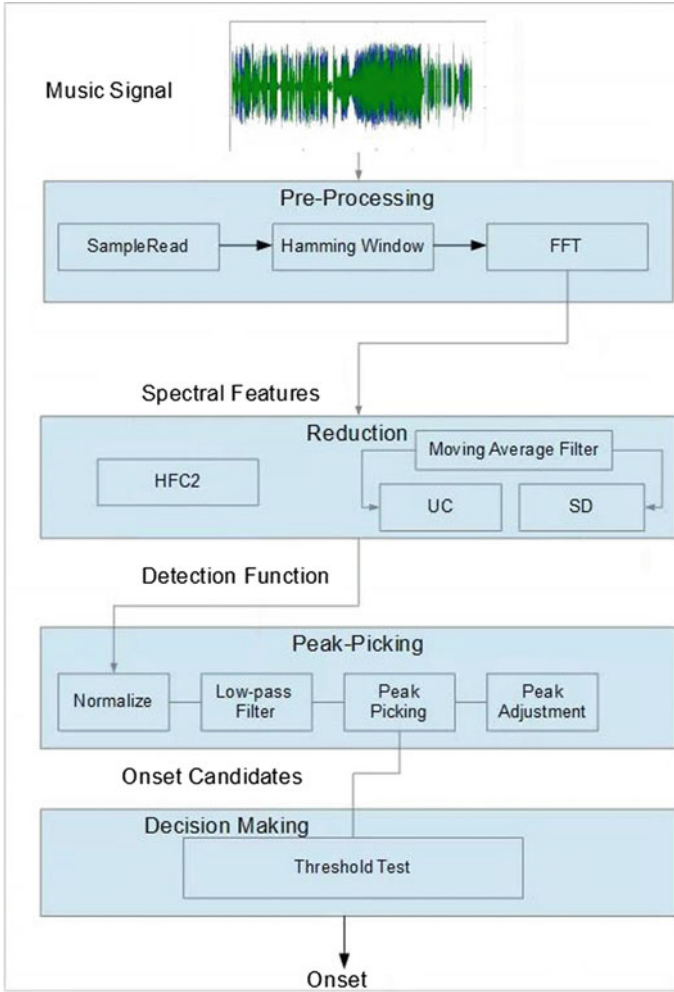 Music Signal
Pre-Processing
SampleRead
Hamming Window
FFT
Spectral Features
Reduction
Moving Average Filter
HFC2
UC
SD
Detection Function
Peak-Picking
Normalize
Low-pass
Filter
Peak
Picking
Peak
Adjustment
Onset Candidates
Decision Making
Threshold Test
Onset